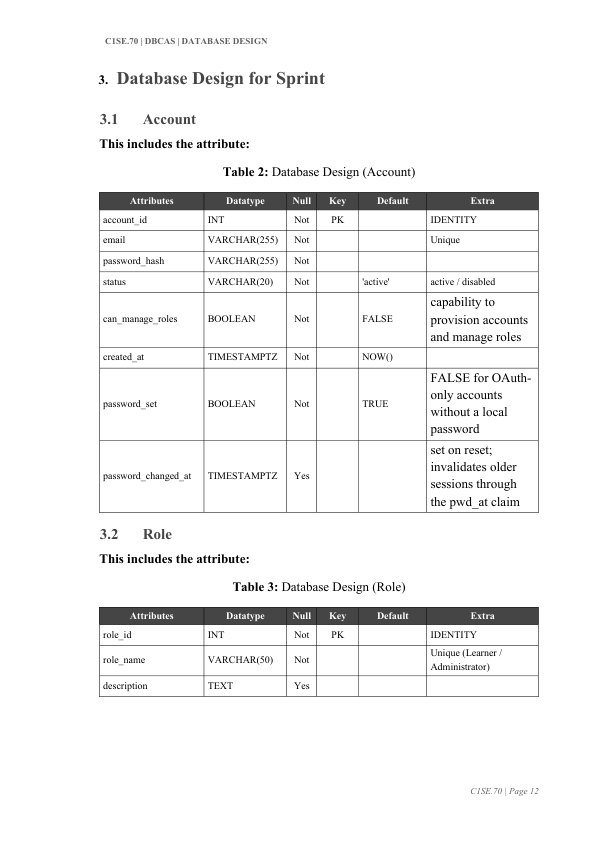 C1SE.70 | DBCAS | DATABASE DESIGN
3. Database Design for Sprint
3.1 Account
This includes the attribute:
Table 2: Database Design (Account)
Attributes Datatype Null Key Default Extra
account_id INT Not PK IDENTITY
email VARCHAR(255) Not Unique
password_hash VARCHAR(255) Not
status VARCHAR(20) Not 'active' active / disabled
can_manage_roles BOOLEAN Not FALSE capability to
provision accounts
and manage roles
created_at TIMESTAMPTZ Not NOW()
password_set BOOLEAN Not TRUE FALSE for OAuth-
only accounts
without a local
password
password_changed_at TIMESTAMPTZ Yes set on reset;
invalidates older
sessions through
the pwd_at claim
3.2 Role
This includes the attribute:
Table 3: Database Design (Role)
Attributes Datatype Null Key Default Extra
role_id INT Not PK IDENTITY
role_name VARCHAR(50) Not Unique (Learner /
Administrator)
description TEXT Yes
C1SE.70 | Page 12